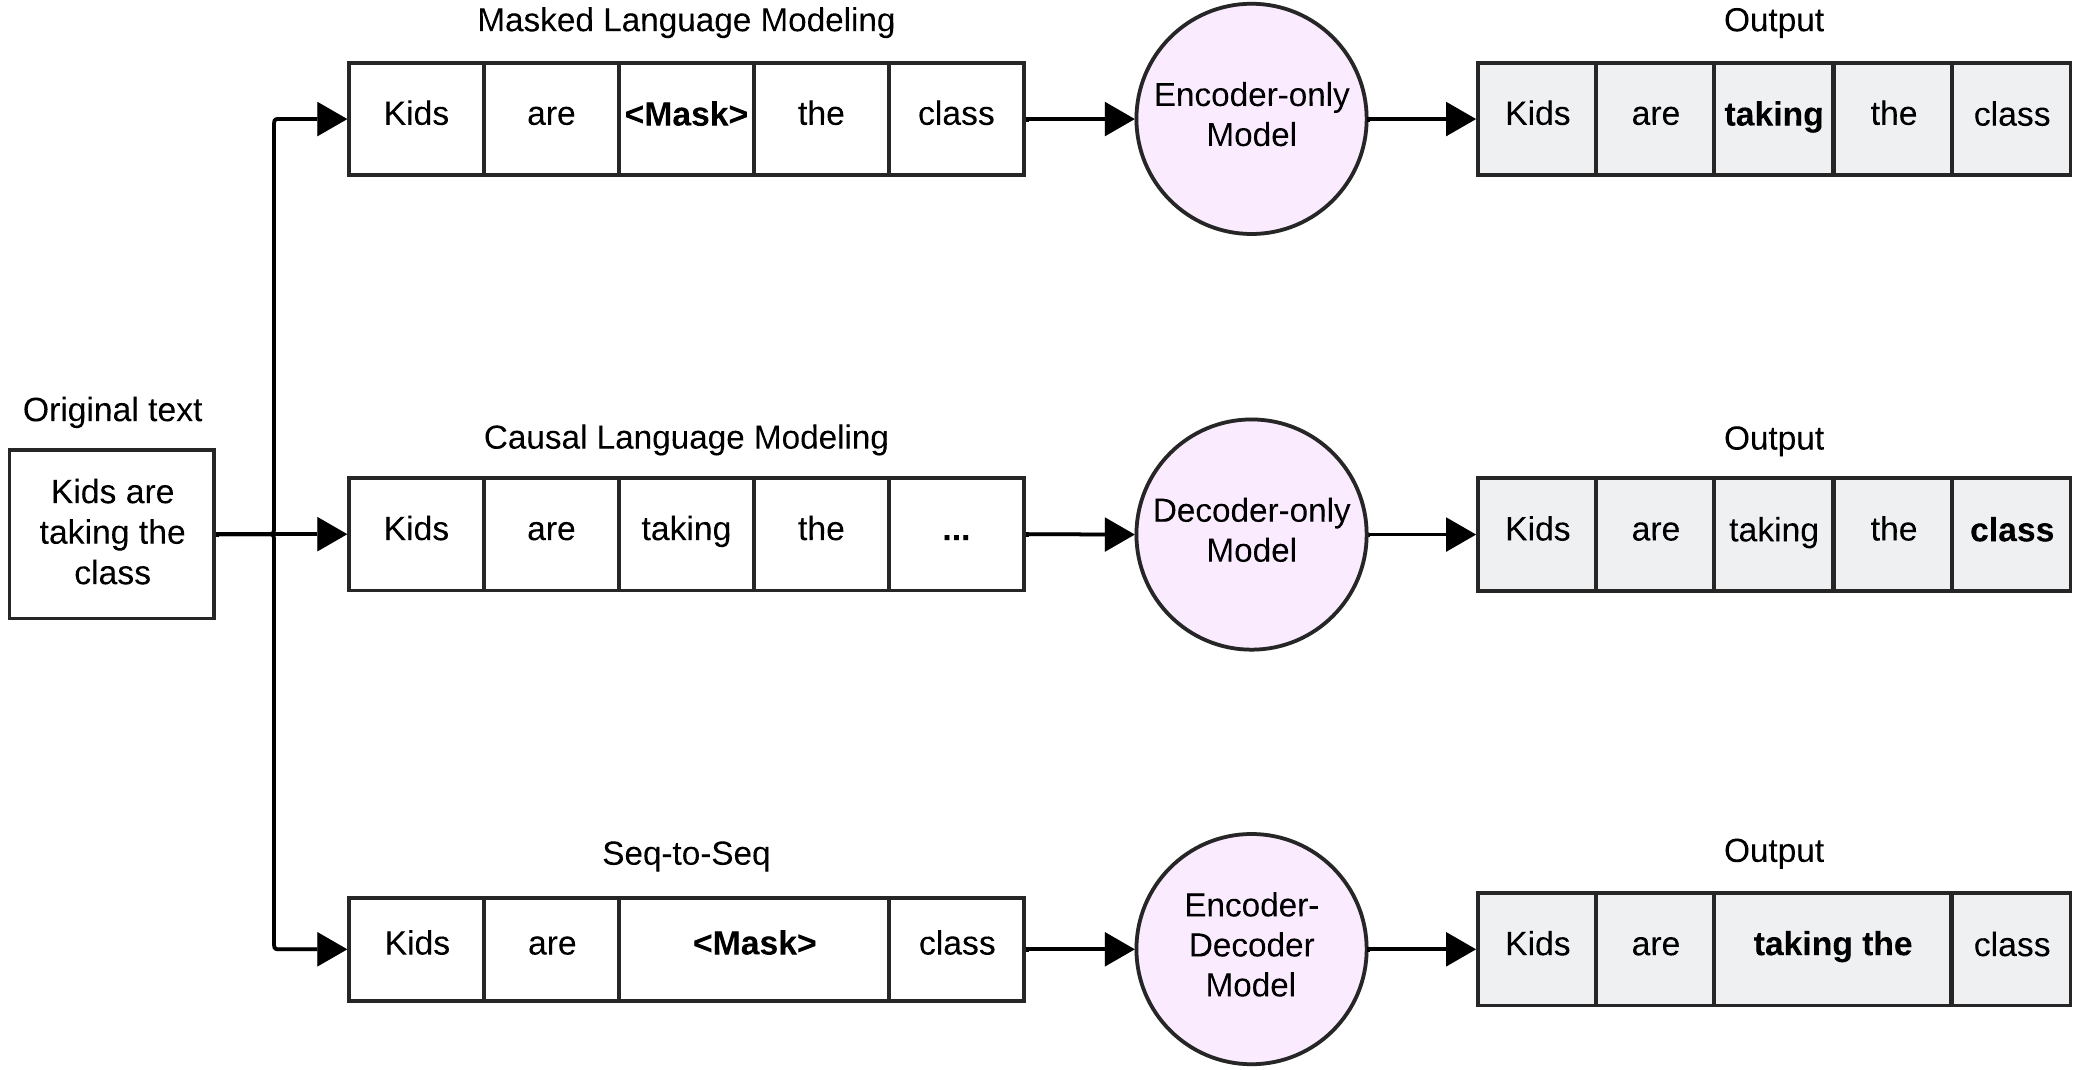 Masked Language Modeling
Kids are <Mask> the class
Encoder-only
Model
Output
Kids are taking the class
Original text
Kids are
taking the
class
Causal Language Modeling
Kids are taking the ...
Decoder-only
Model
Output
Kids are taking the class
Seq-to-Seq
Kids are <Mask> class
Encoder-
Decoder
Model
Output
Kids are taking the class